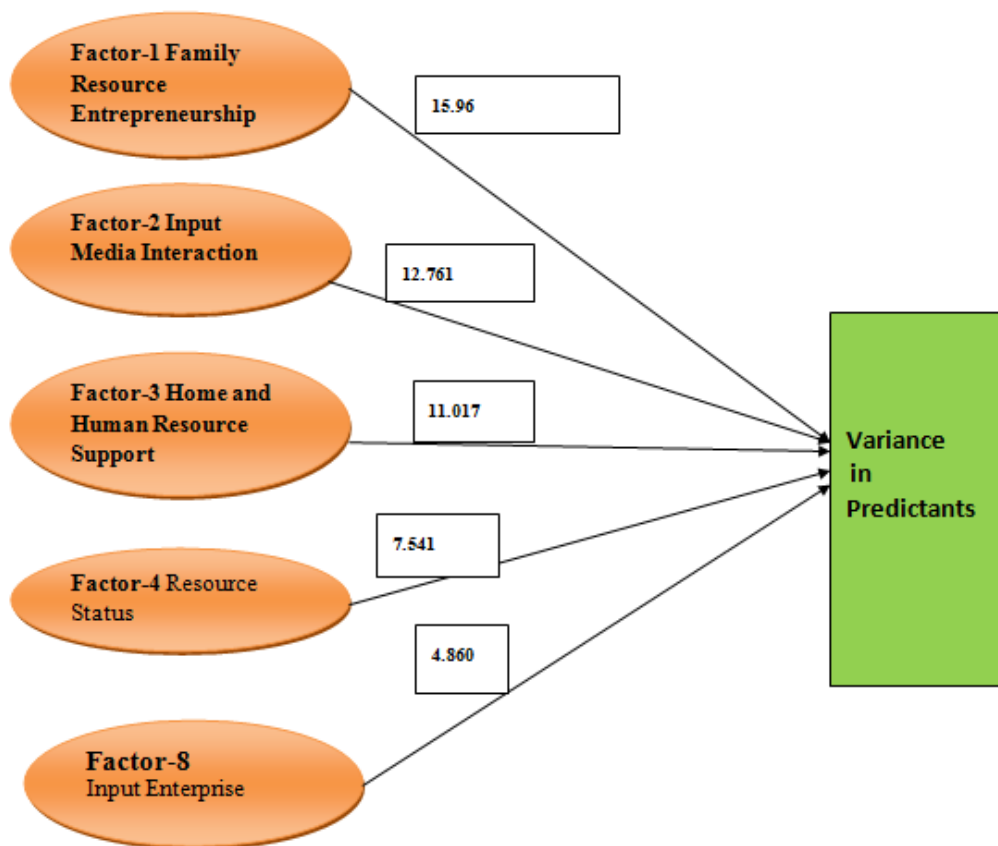 Factor-1 Family
Resource
Entrepreneurship
15.96
Factor-2 Input
Media Interaction
12.761
Factor-3 Home and
Human Resource
Support
11.017
Variance
in
Predictants
7.541
Factor-4 Resource
Status
4.860
Factor-8
Input Enterprise